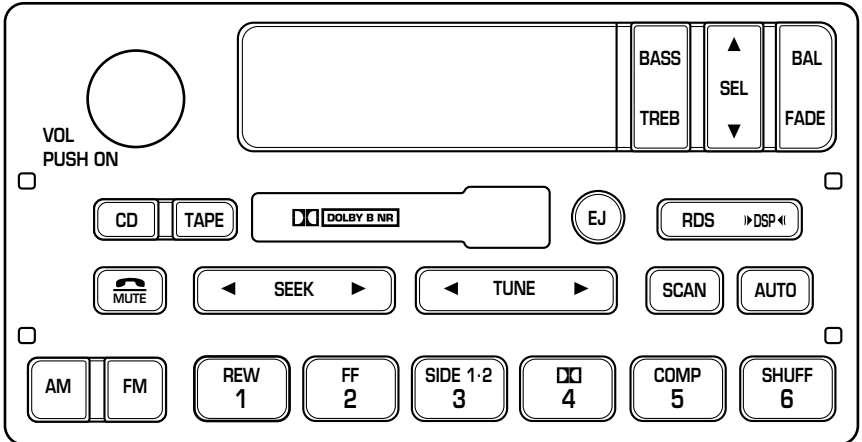 BASS SEL BAL
TREB FADE
VOL
PUSH ON
CD TAPE DOLBY B NR EJ RDS DSP
MUTE SEEK TUNE SCAN AUTO
AM FM
REW FF SIDE 1·2 COMP SHUFF
1 2 3 4 5 6